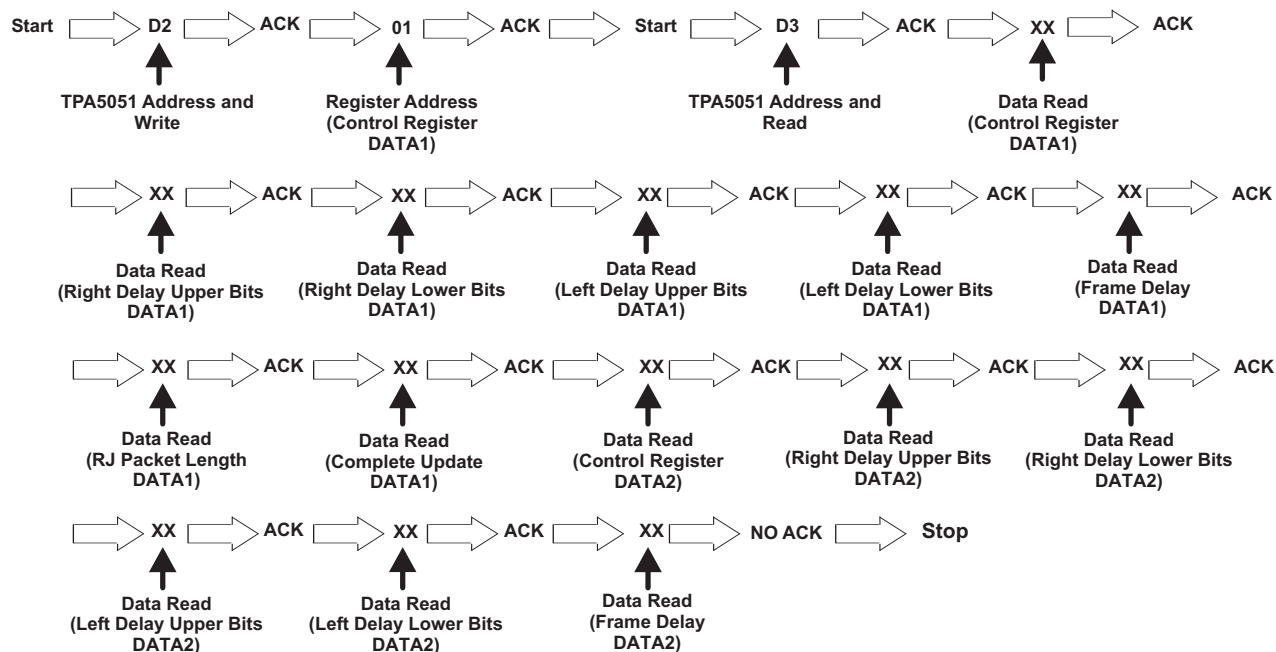 Start D2 ACK 01 ACK Start D3 ACK XX ACK
TPA5051 Address and
Write
Register Address
(Control Register
DATA1)
TPA5051 Address and
Read
Data Read
(Control Register
DATA1)
XX ACK XX ACK XX ACK XX ACK XX ACK
Data Read
(Right Delay Upper Bits
DATA1)
Data Read
(Right Delay Lower Bits
DATA1)
Data Read
(Left Delay Upper Bits
DATA1)
Data Read
(Left Delay Lower Bits
DATA1)
Data Read
(Frame Delay
DATA1)
XX ACK XX ACK XX ACK XX ACK XX ACK
Data Read
(RJ Packet Length
DATA1)
Data Read
(Complete Update
DATA1)
Data Read
(Control Register
DATA2)
Data Read
(Right Delay Upper Bits
DATA2)
Data Read
(Right Delay Lower Bits
DATA2)
XX ACK XX ACK XX NO ACK Stop
Data Read
(Left Delay Upper Bits
DATA2)
Data Read
(Left Delay Lower Bits
DATA2)
Data Read
(Frame Delay
DATA2)